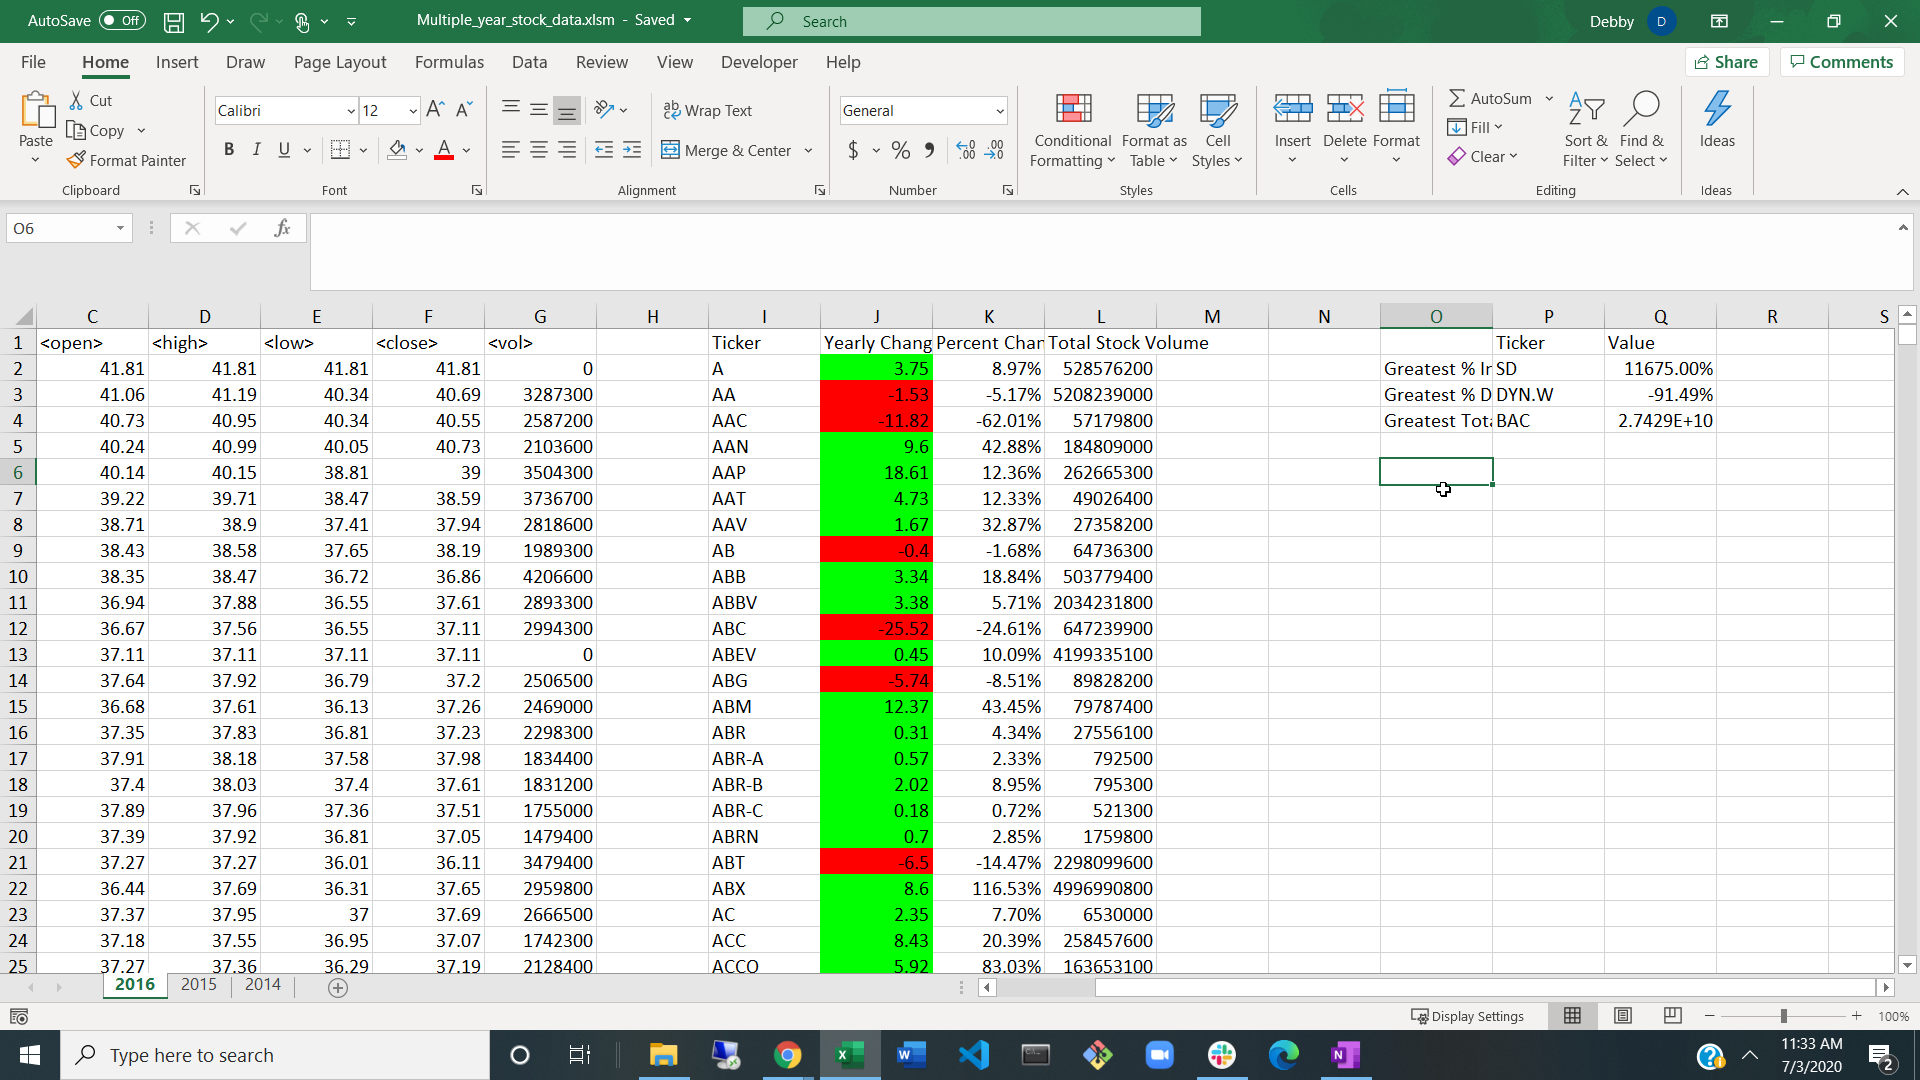 AutoSave Off Multiple_year_stock_data.xlsm - Saved Search Debby D
File Home Insert Draw Page Layout Formulas Data Review View Developer Help Share Comments
Paste Cut Copy Format Painter Clipboard
Calibri 12 B I U A Font
Wrap Text Merge & Center Alignment
General $ % Number
Conditional Formatting Format as Table Cell Styles Styles
Insert Delete Format Cells
AutoSum Fill Clear Sort & Filter Find & Select Editing
Ideas Ideas
O6 fx
C D E F G H I J K L M N O P Q R S
1 <open> <high> <low> <close> <vol> Ticker Yearly Chang Percent Chan Total Stock Volume Ticker Value
2 41.81 41.81 41.81 41.81 0 A 3.75 8.97% 528576200 Greatest % In SD 11675.00%
3 41.06 41.19 40.34 40.69 3287300 AA -1.53 -5.17% 5208239000 Greatest % D DYN.W -91.49%
4 40.73 40.95 40.34 40.55 2587200 AAC -11.82 -62.01% 57179800 Greatest Tota BAC 2.7429E+10
5 40.24 40.99 40.05 40.73 2103600 AAN 9.6 42.88% 184809000
6 40.14 40.15 38.81 39 3504300 AAP 18.61 12.36% 262665300
7 39.22 39.71 38.47 38.59 3736700 AAT 4.73 12.33% 49026400
8 38.71 38.9 37.41 37.94 2818600 AAV 1.67 32.87% 27358200
9 38.43 38.58 37.65 38.19 1989300 AB -0.4 -1.68% 64736300
10 38.35 38.47 36.72 36.86 4206600 ABB 3.34 18.84% 503779400
11 36.94 37.88 36.55 37.61 2893300 ABBV 3.38 5.71% 2034231800
12 36.67 37.56 36.55 37.11 2994300 ABC -25.52 -24.61% 647239900
13 37.11 37.11 37.11 37.11 0 ABEV 0.45 10.09% 4199335100
14 37.64 37.92 36.79 37.2 2506500 ABG -5.74 -8.51% 89828200
15 36.68 37.61 36.13 37.26 2469000 ABM 12.37 43.45% 79787400
16 37.35 37.83 36.81 37.23 2298300 ABR 0.31 4.34% 27556100
17 37.91 38.18 37.58 37.98 1834400 ABR-A 0.57 2.33% 792500
18 37.4 38.03 37.4 37.61 1831200 ABR-B 2.02 8.95% 795300
19 37.89 37.96 37.36 37.51 1755000 ABR-C 0.18 0.72% 521300
20 37.39 37.92 36.81 37.05 1479400 ABRN 0.7 2.85% 1759800
21 37.27 37.27 36.01 36.11 3479400 ABT -6.5 -14.47% 2298099600
22 36.44 37.69 36.31 37.65 2959800 ABX 8.6 116.53% 4996990800
23 37.37 37.95 37 37.69 2666500 AC 2.35 7.70% 6530000
24 37.18 37.55 36.95 37.07 1742300 ACC 8.43 20.39% 258457600
25 37.27 37.36 36.29 37.19 2128400 ACCO 5.92 83.03% 163653100
2016 2015 2014
Display Settings 100%
Type here to search 11:33 AM
7/3/2020 2